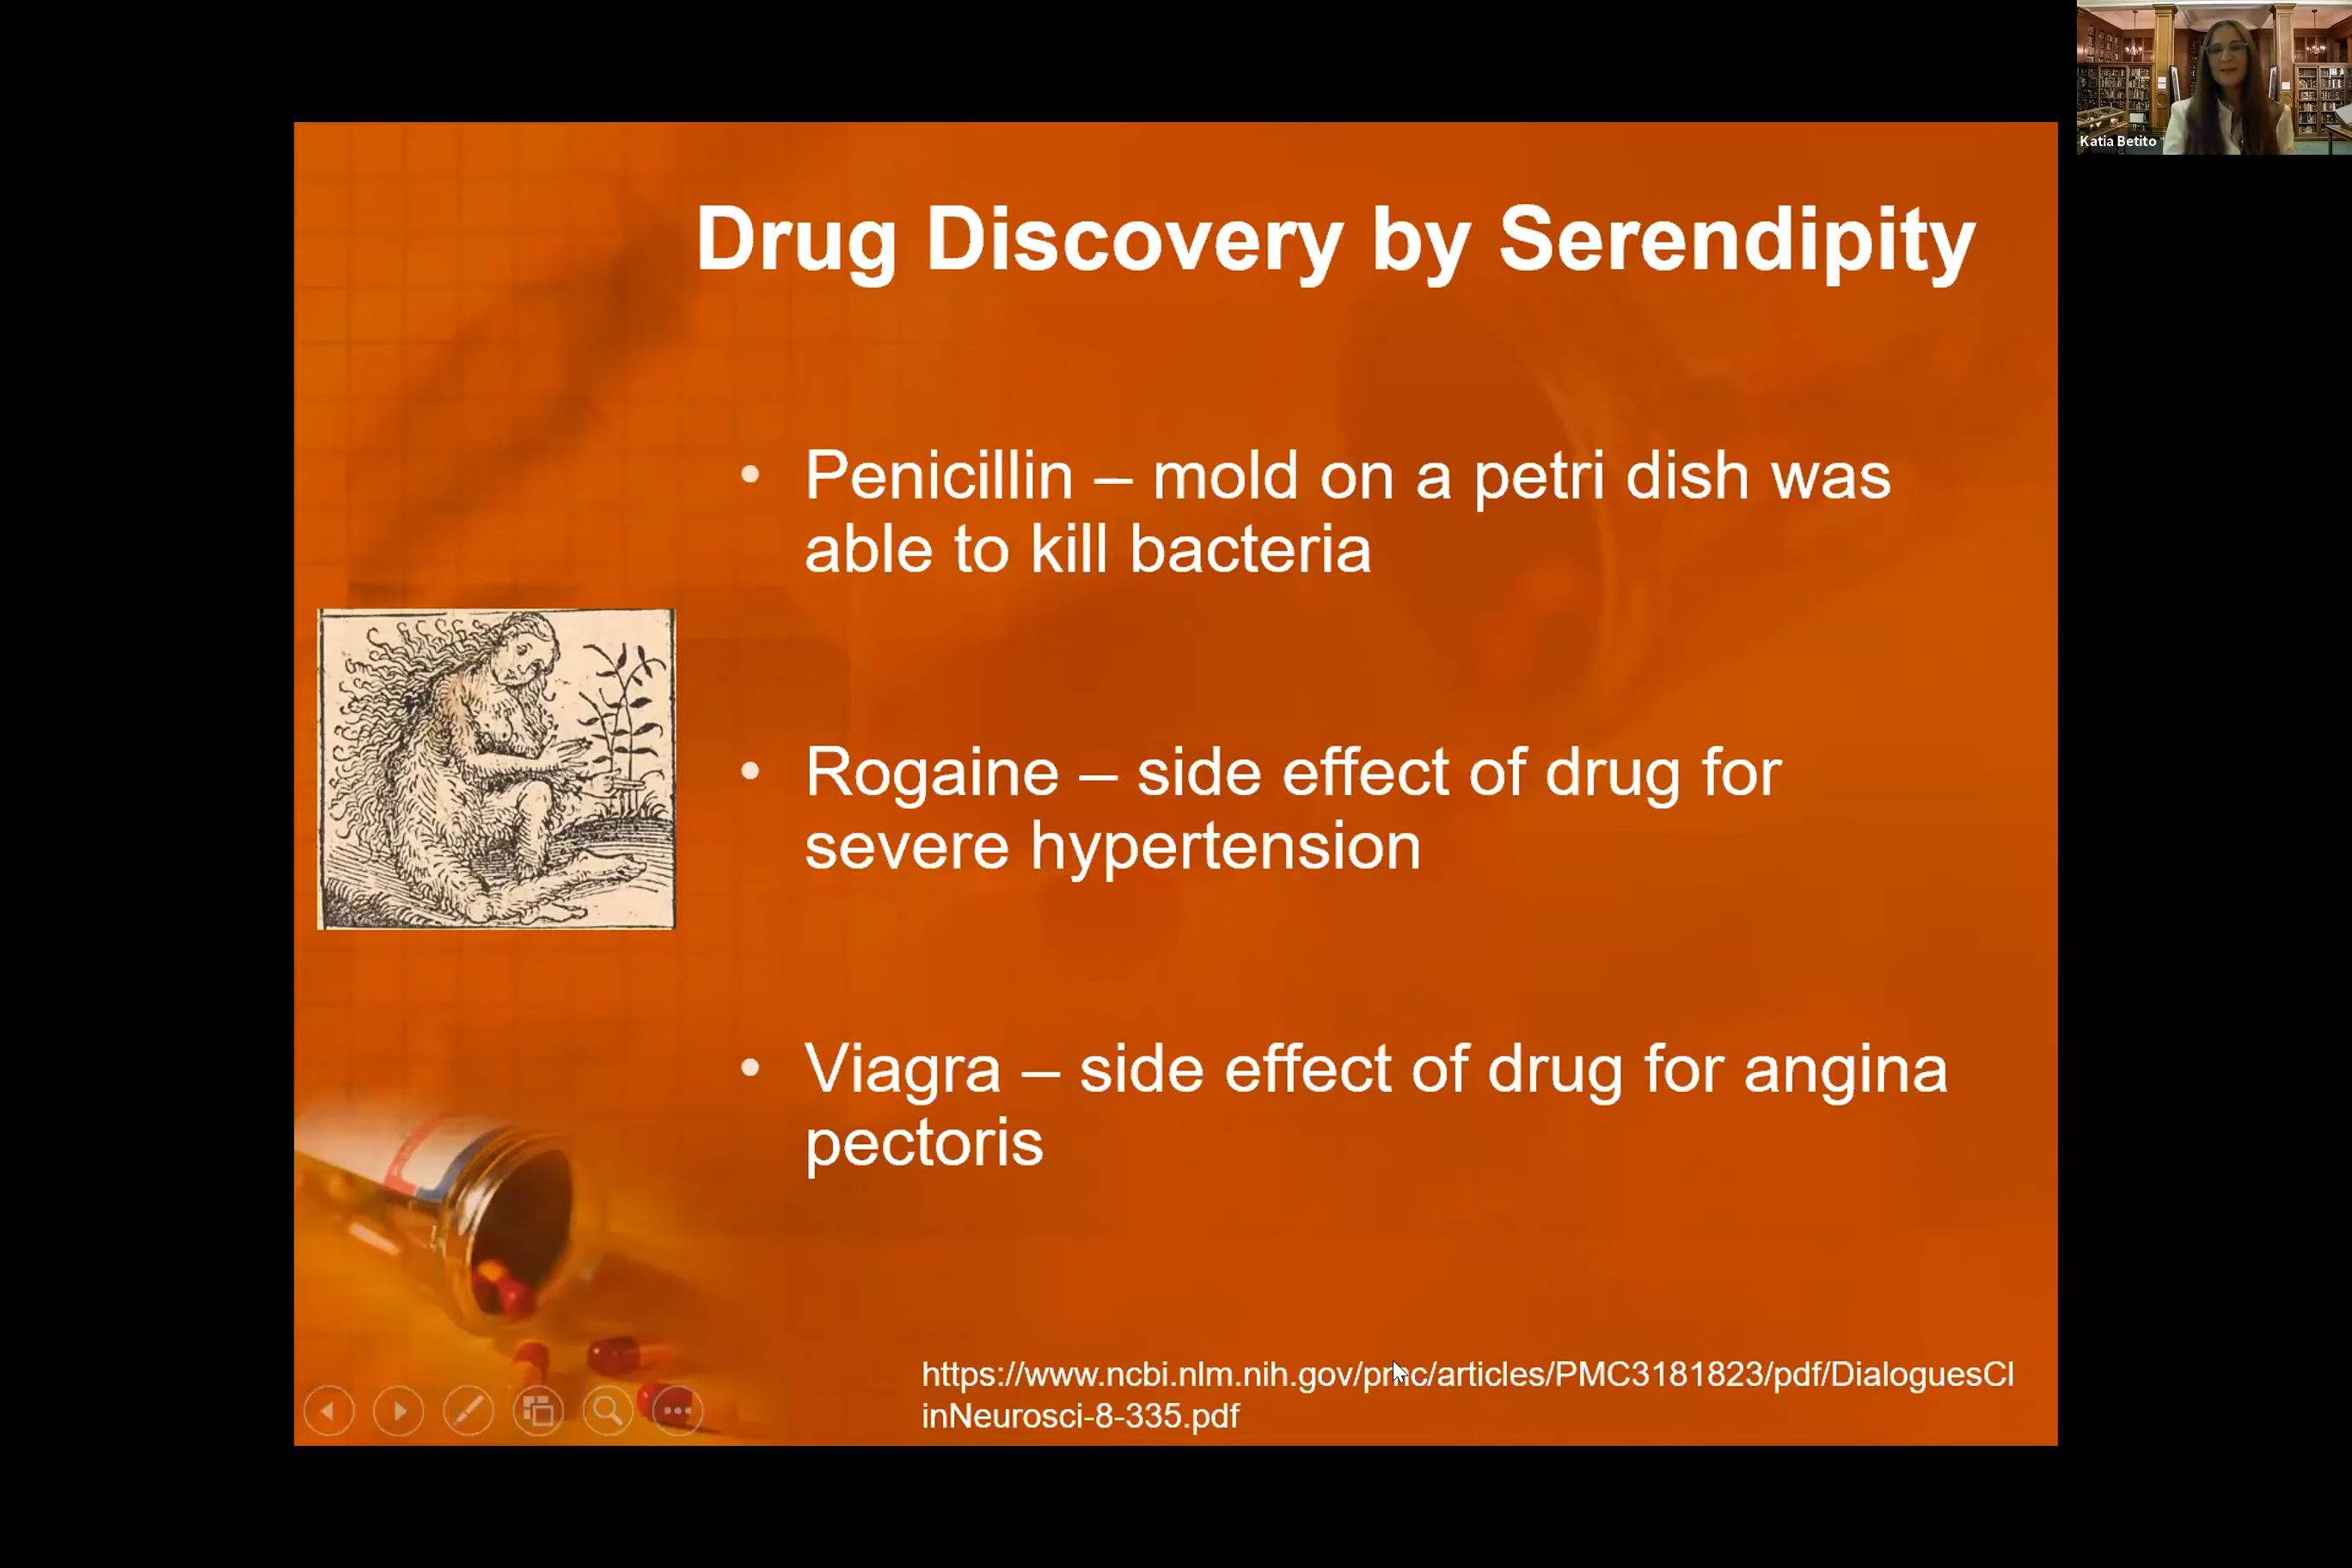 Katia Betito
Drug Discovery by Serendipity
• Penicillin – mold on a petri dish was
able to kill bacteria
• Rogaine – side effect of drug for
severe hypertension
• Viagra – side effect of drug for angina
pectoris
https://www.ncbi.nlm.nih.gov/pmc/articles/PMC3181823/pdf/DialoguesCl
inNeurosci-8-335.pdf